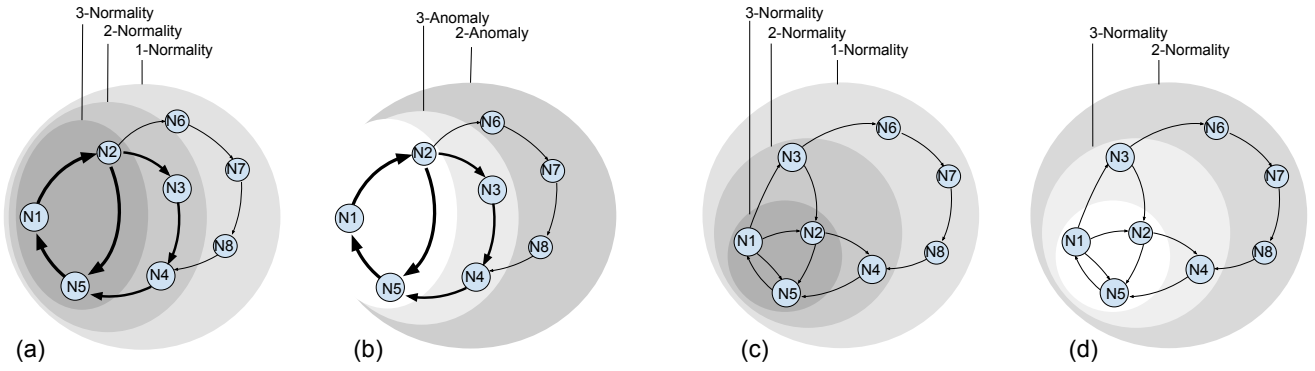 3-Normality
2-Normality
1-Normality
N1
N2
N3
N4
N5
N6
N7
N8
(a)
3-Anomaly
2-Anomaly
N1
N2
N3
N4
N5
N6
N7
N8
(b)
3-Normality
2-Normality
1-Normality
N1
N2
N3
N4
N5
N6
N7
N8
(c)
3-Normality
2-Normality
N1
N2
N3
N4
N5
N6
N7
N8
(d)